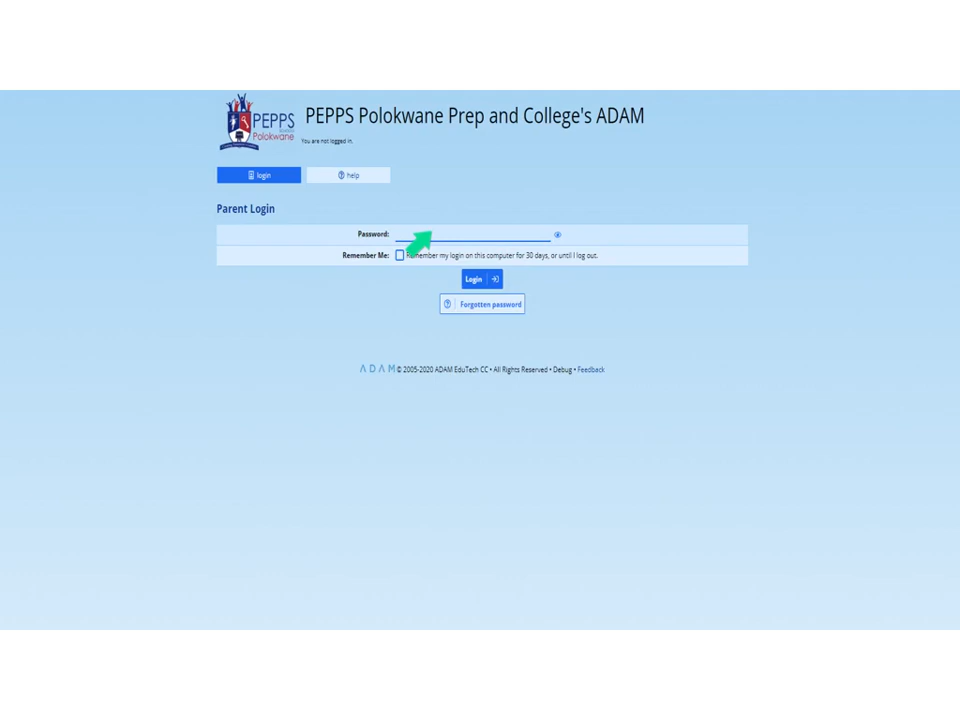 PEPPS
Polokwane
PEPPS Polokwane Prep and College's ADAM
You are not logged in.
login
help
Parent Login
Password:
Remember Me: Remember my login on this computer for 30 days, or until I log out.
Login
Forgotten password
ADAM © 2005-2020 ADAM EduTech CC • All Rights Reserved • Debug • Feedback